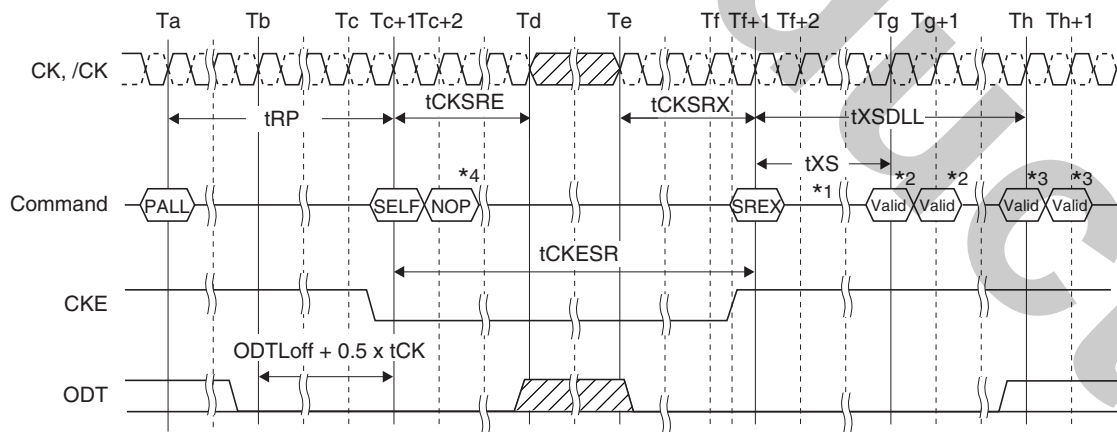 Ta Tb Tc Tc+1 Tc+2 Td Te Tf Tf+1 Tf+2 Tg Tg+1 Th Th+1
CK, /CK
tCKSRE tCKSRX
tRP tXSDLL
tXS
*4 *1 *2 *2 *3 *3
Command PALL SELF NOP SREX Valid Valid Valid Valid
tCKESR
CKE
ODTLoff + 0.5 x tCK
ODT